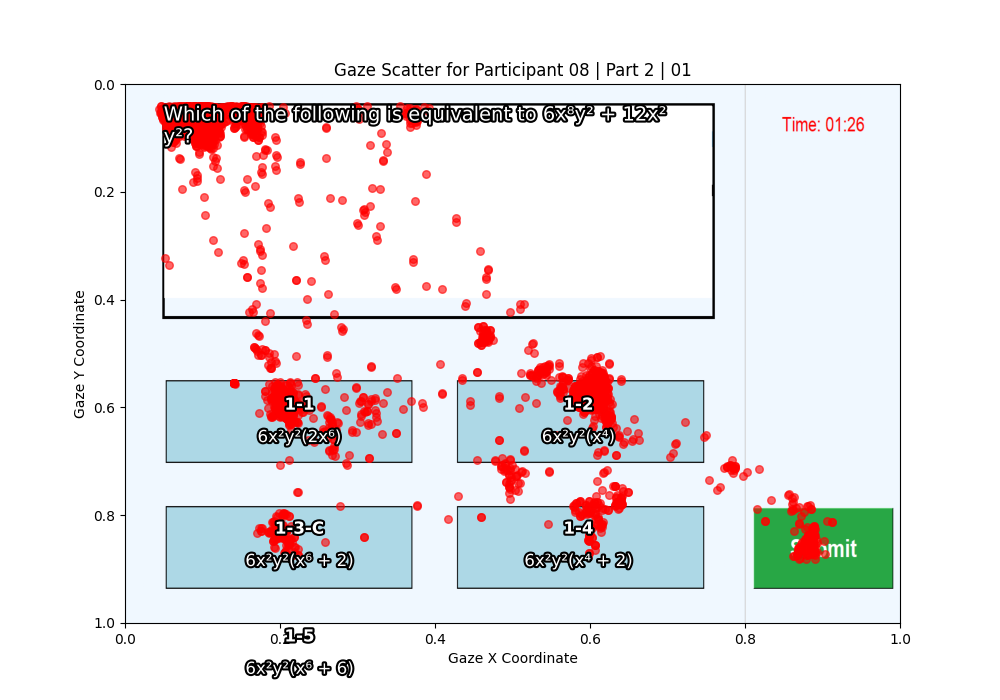 Gaze Scatter for Participant 08 | Part 2 | 01
0.0
0.2
0.4
0.6
0.8
1.0
Gaze Y Coordinate
Which of the following is equivalent to 6x⁸y² + 12x²
y²?
Time: 01:26
1-1
6x²y²(2x⁶)
1-2
6x²y²(x⁴)
1-3-C
6x²y²(x⁶ + 2)
1-4
6x²y²(x⁴ + 2)
Submit
0.0
0.2
0.4
0.6
0.8
1.0
Gaze X Coordinate
1-5
6x²y²(x⁶ + 6)